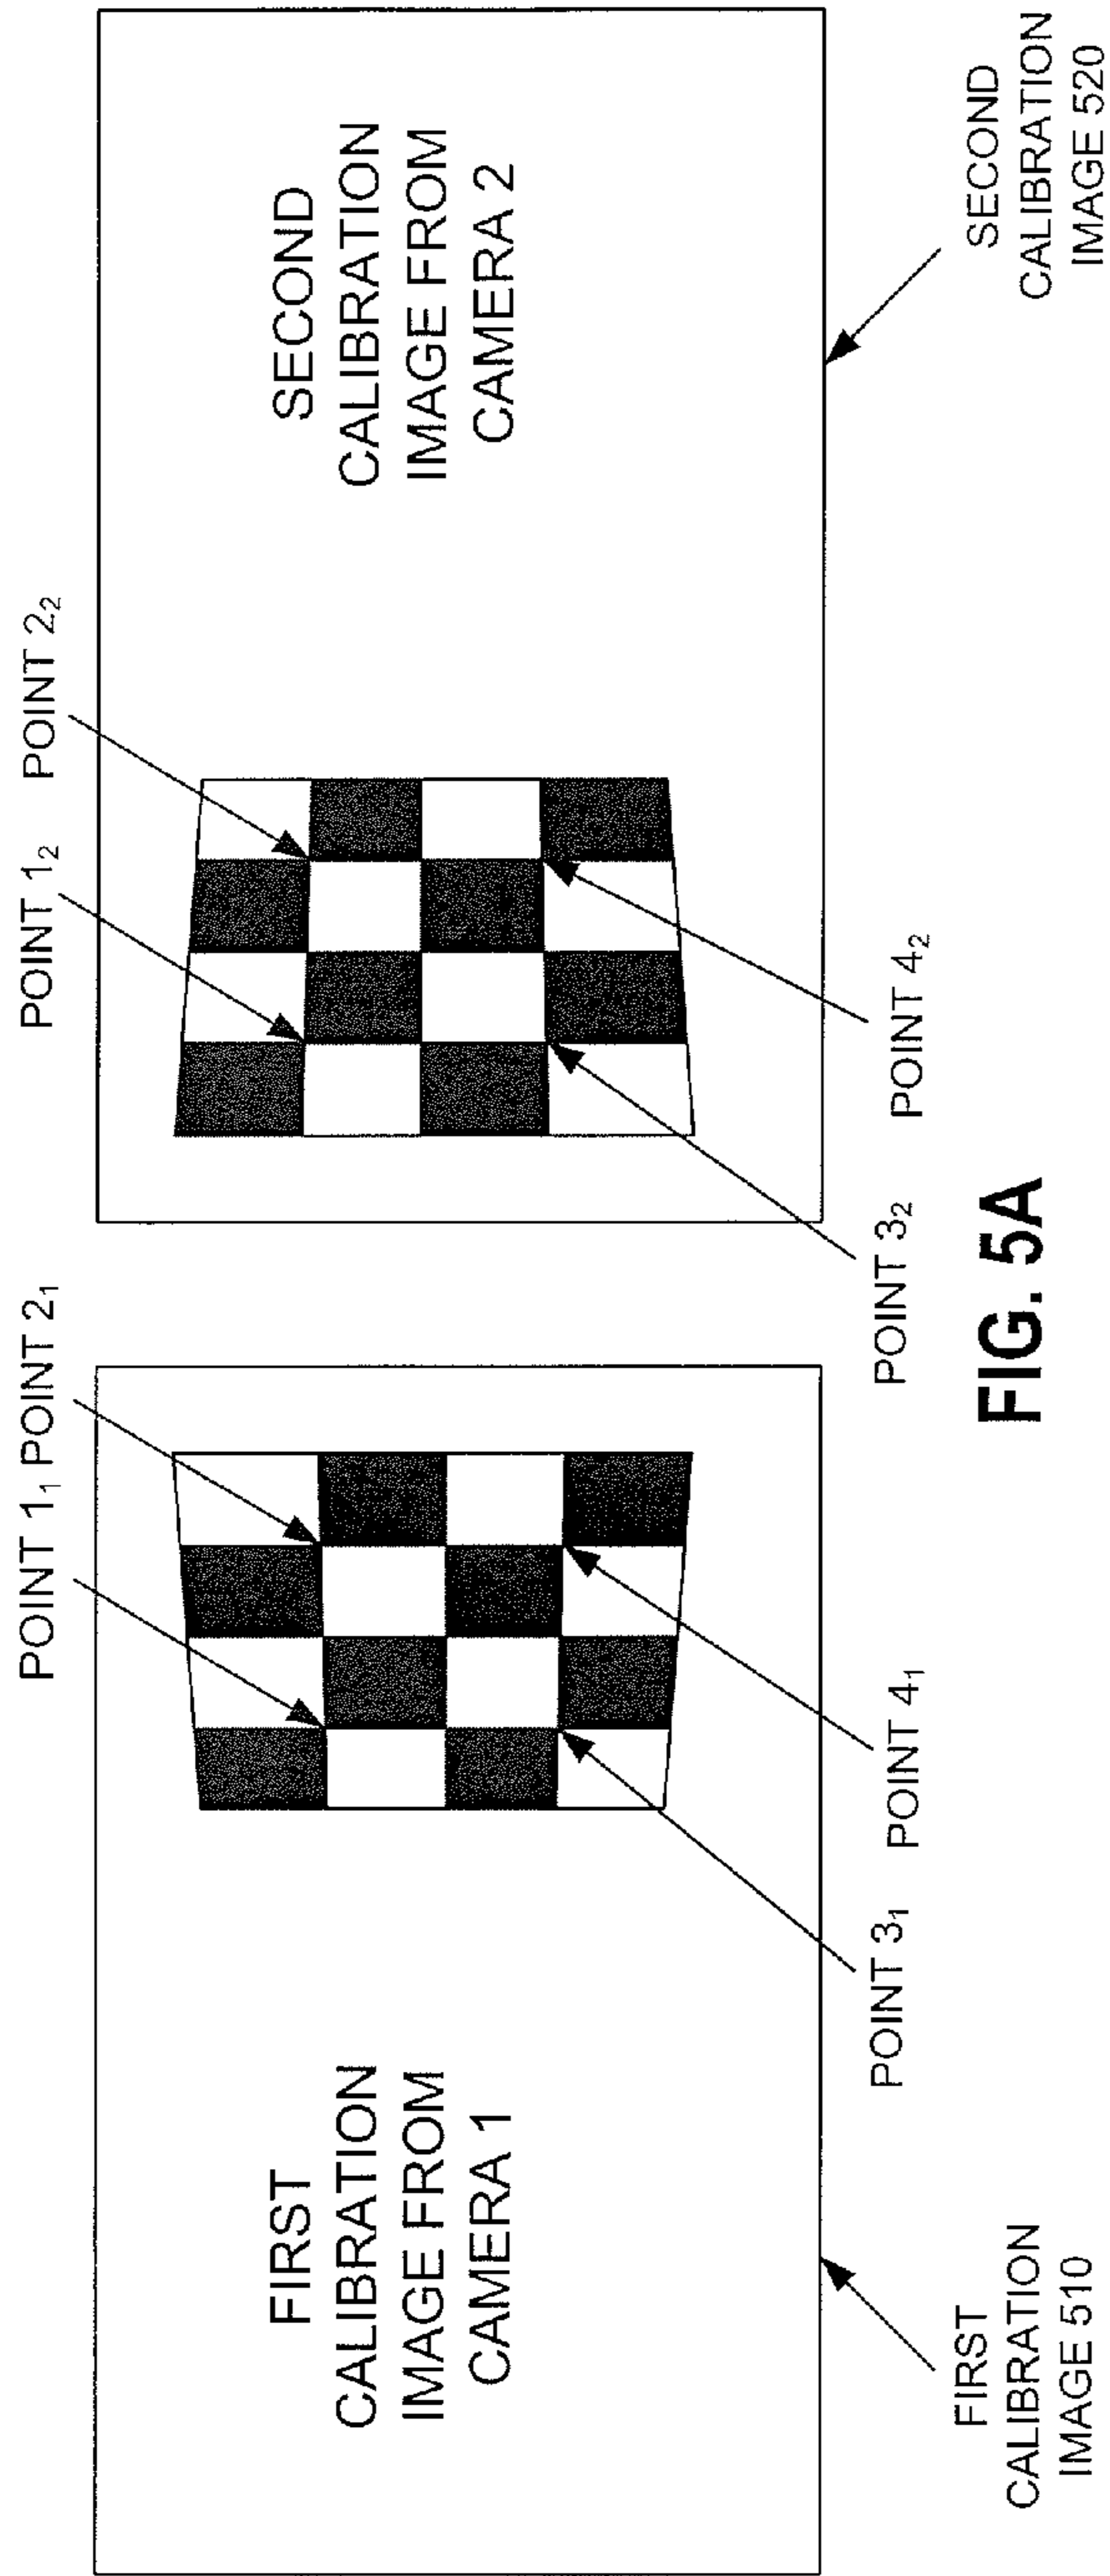 POINT 1₁
POINT 2₁
POINT 1₂
POINT 2₂
FIRST
CALIBRATION
IMAGE FROM
CAMERA 1
SECOND
CALIBRATION
IMAGE FROM
CAMERA 2
POINT 3₁
POINT 4₁
POINT 3₂
POINT 4₂
FIRST
CALIBRATION
IMAGE 510
SECOND
CALIBRATION
IMAGE 520
FIG. 5A